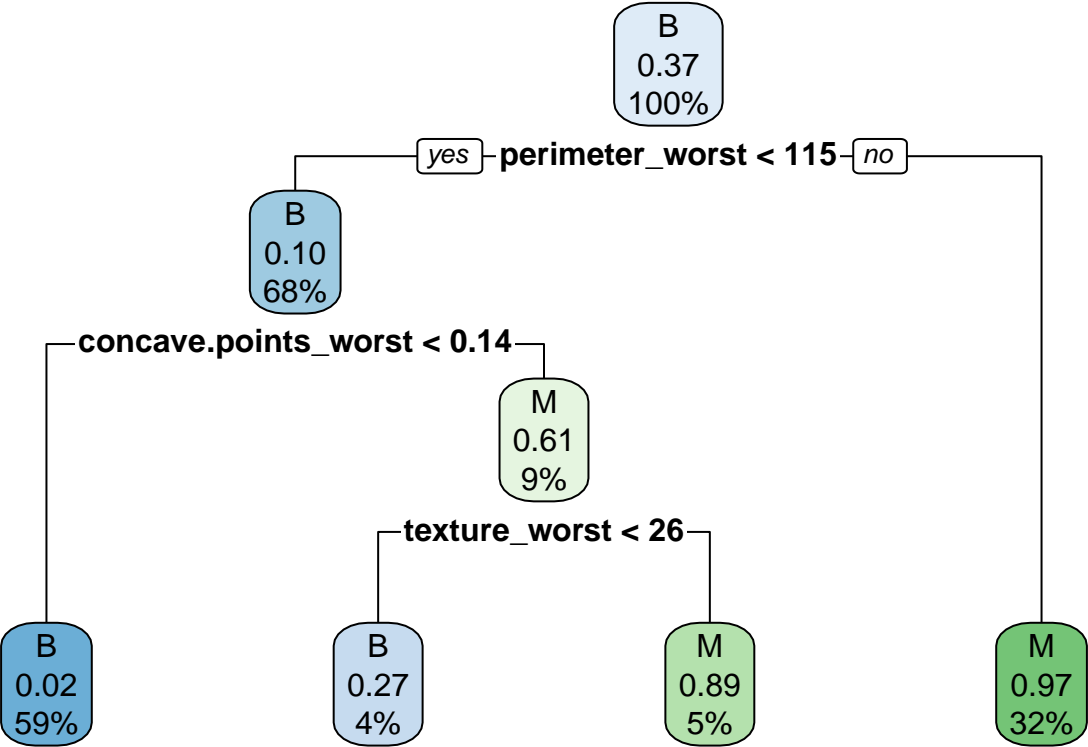 B
0.37
100%
yes perimeter_worst < 115 no
B
0.10
68%
concave.points_worst < 0.14
M
0.61
9%
texture_worst < 26
B
0.02
59%
B
0.27
4%
M
0.89
5%
M
0.97
32%